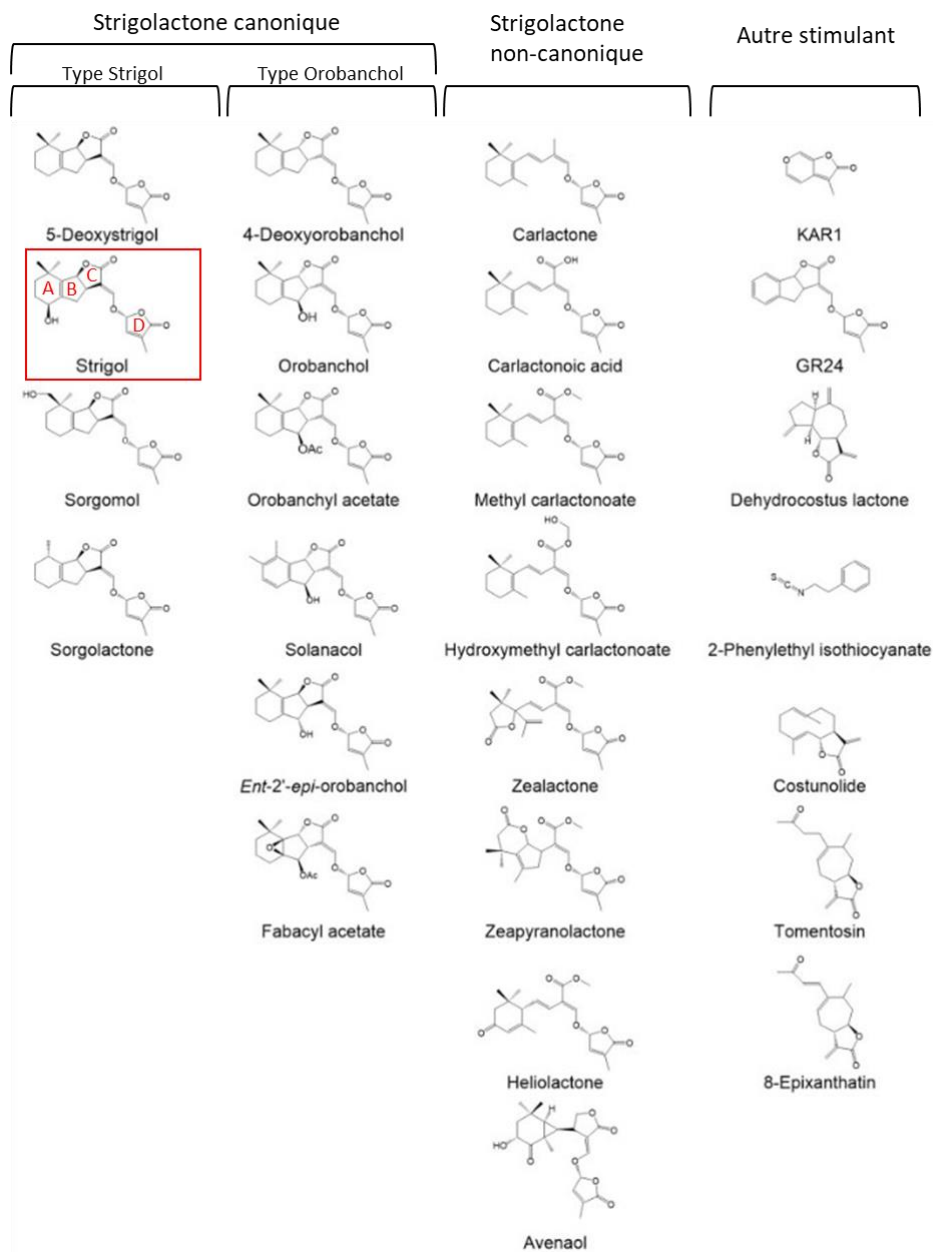 Strigolactone canonique
Strigolactone
non-canonique
Autre stimulant
Type Strigol
Type Orobanchol
5-Deoxystrigol
4-Deoxyorobanchol
Carlactone
KAR1
A
B
C
D
OH
Strigol
OH
Orobanchol
OH
Carlactonoic acid
GR24
HO
Sorgomol
OAc
Orobanchyl acetate
Methyl carlactonoate
H
H
Dehydrocostus lactone
Sorgolactone
OH
Solanacol
HO
Hydroxymethyl carlactonoate
S
C
N
2-Phenylethyl isothiocyanate
OH
Ent-2'-epi-orobanchol
Zealactone
Costunolide
OAc
Fabacyl acetate
Zeapyranolactone
Tomentosin
Heliolactone
8-Epixanthatin
H
HO
Avenaol